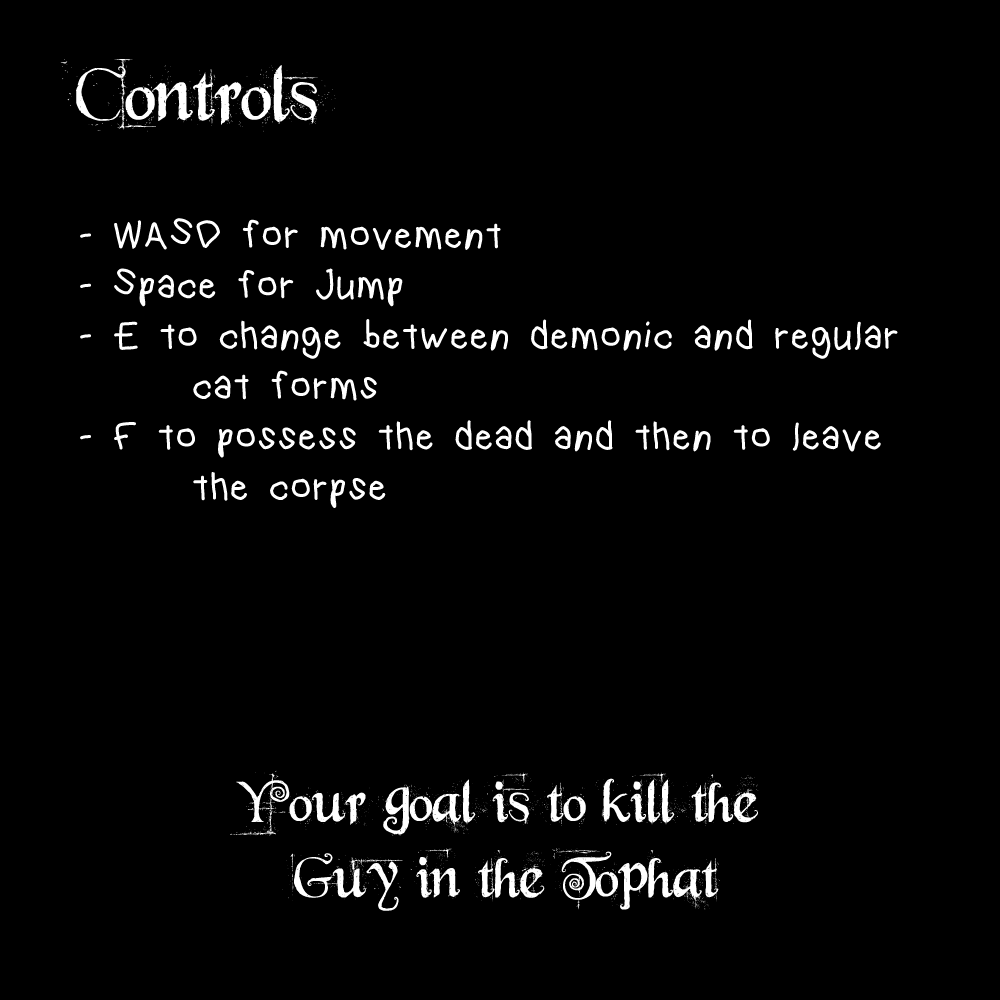 Controls
- WASD for movement
- Space for Jump
- E to change between demonic and regular
cat forms
- F to possess the dead and then to leave
the corpse
Your goal is to kill the
Guy in the Tophat